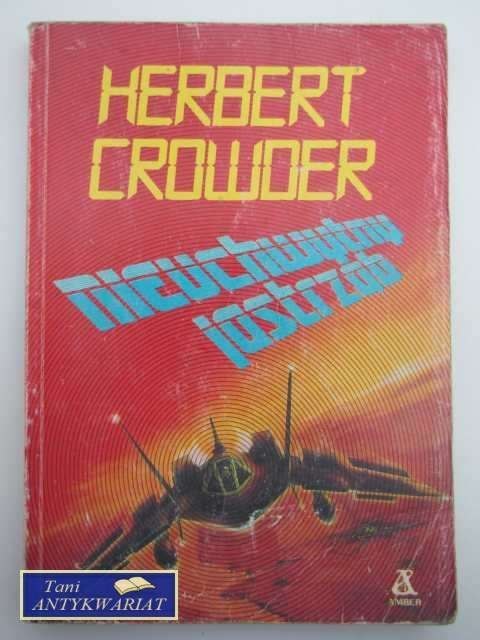 HERBERT
CROWDER
nieuchwytny
jastrząb
AMBER
Tani
ANTYKWARIAT